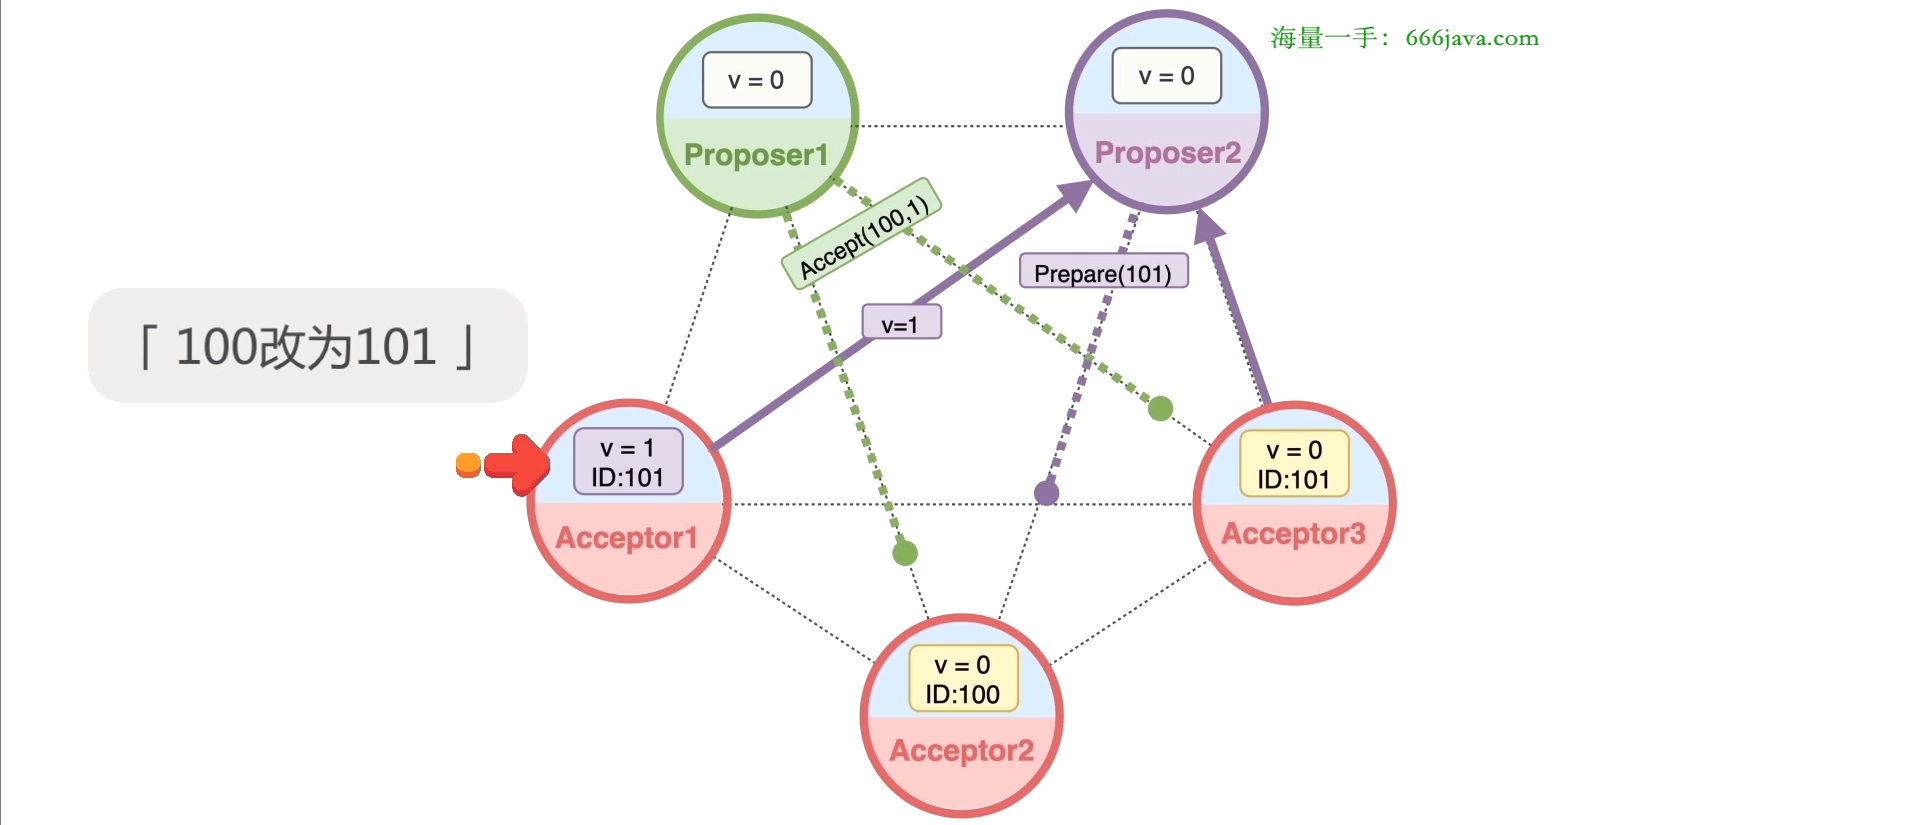 海量一手：666java.com
v = 0
Proposer1
v = 0
Proposer2
Accept(100,1)
Prepare(101)
v=1
「 100改为101 」
v = 1
ID:101
Acceptor1
v = 0
ID:101
Acceptor3
v = 0
ID:100
Acceptor2